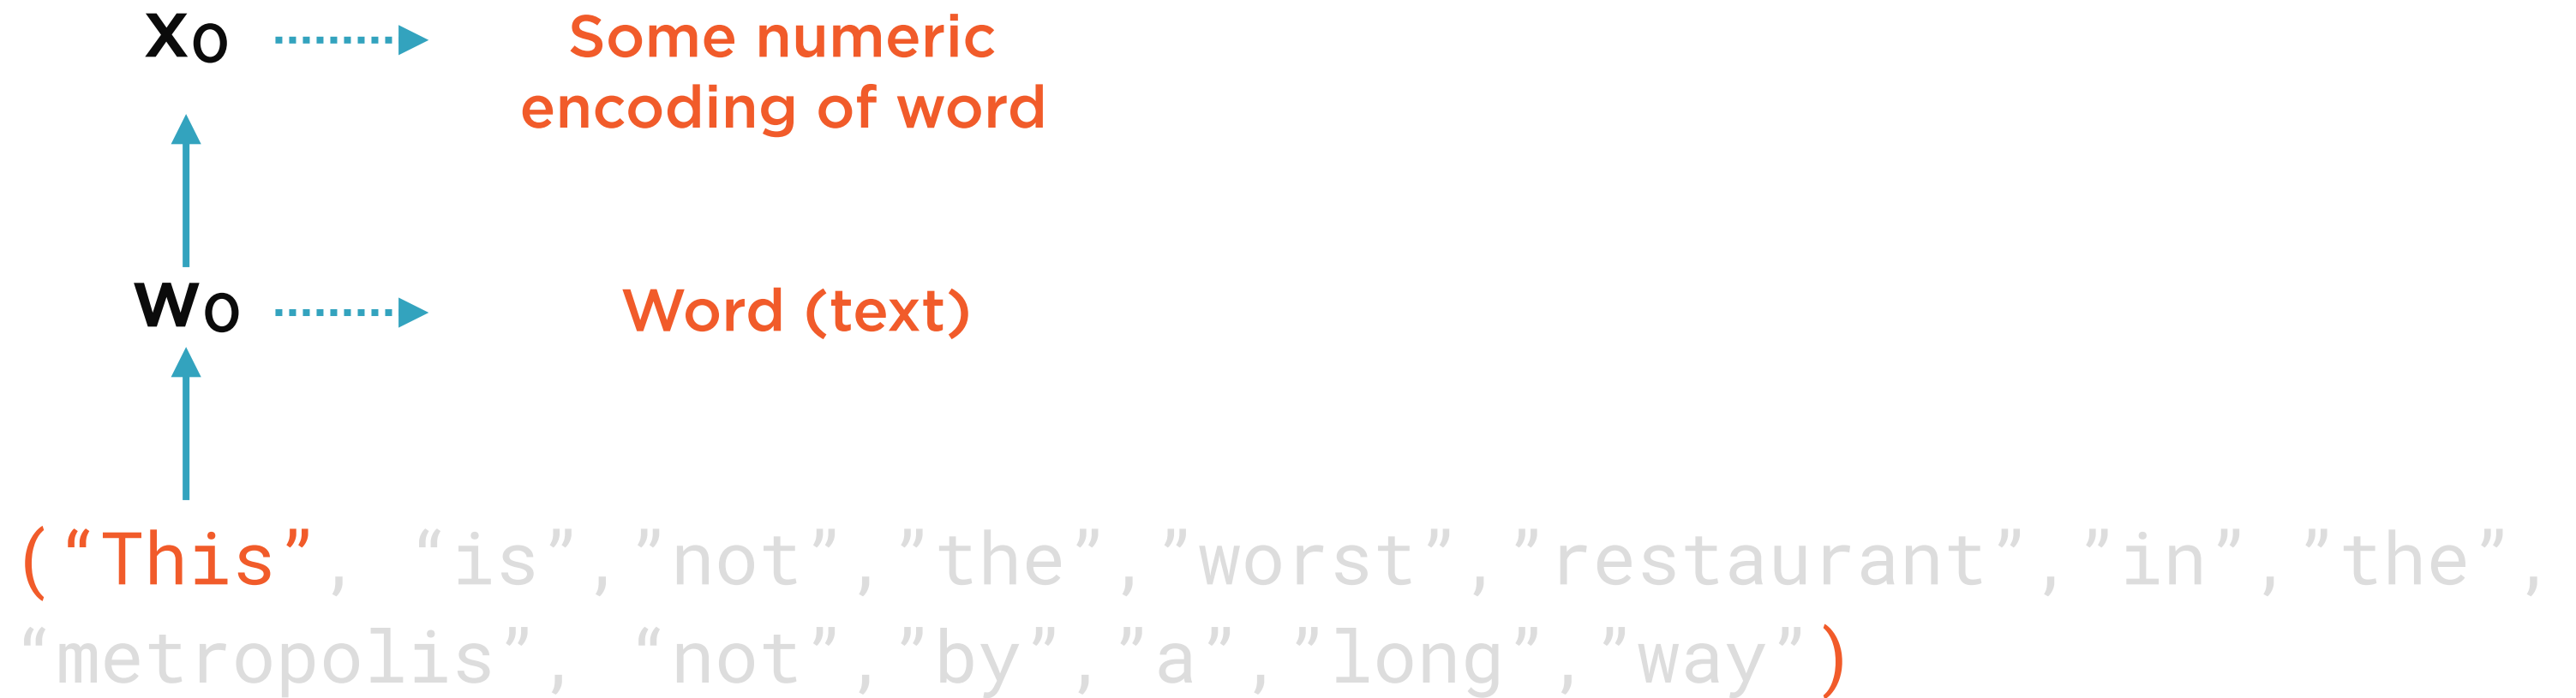 x₀ Some numeric
encoding of word
w₀ Word (text)
(“This”, “is”,”not”,”the”,”worst”,”restaurant”,”in”,”the”,
“metropolis”, “not”,”by”,”a”,”long”,”way”)